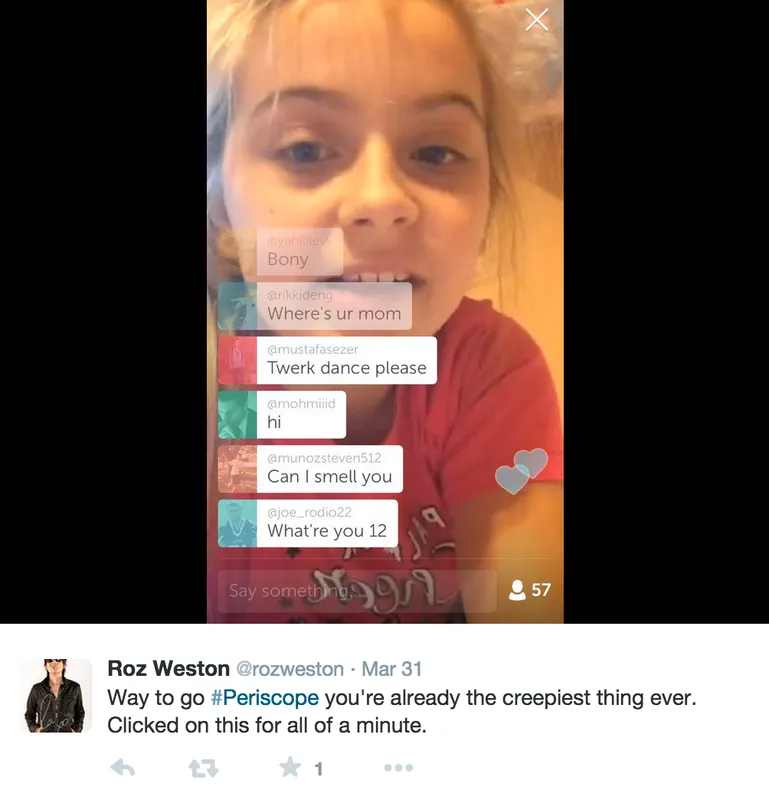 @yahlillevy
Bony
@rikkideng
Where's ur mom
@mustafasezer
Twerk dance please
@mohmiiid
hi
@munozsteven512
Can I smell you
@joe_rodio22
What're you 12
Say something...
57
Roz Weston @rozweston · Mar 31
Way to go #Periscope you're already the creepiest thing ever.
Clicked on this for all of a minute.
1